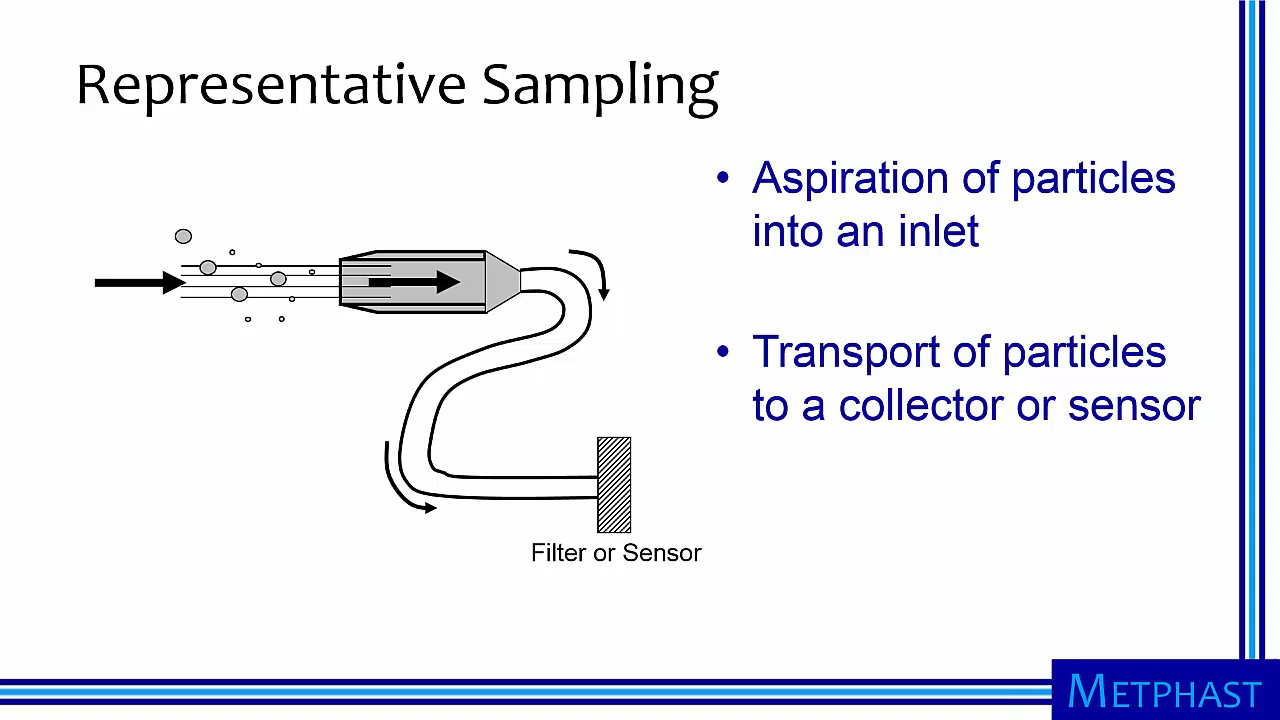 Representative Sampling
• Aspiration of particles
into an inlet
• Transport of particles
to a collector or sensor
Filter or Sensor
METPHAST